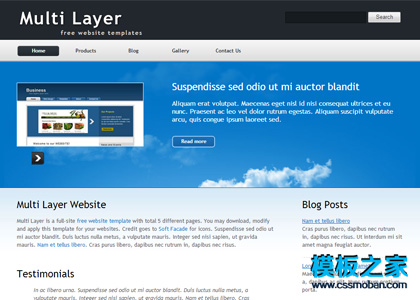 Multi Layer
free website templates
Search
Home Products Blog Gallery Contact Us
Business
Suspendisse sed odio ut mi auctor blandit
Aliquam erat volutpat. Maecenas eget nisl id nisi consequat ultrices et eu
nunc. Praesent ac leo vel dolor rutrum egestas. Aliquam suscipit vulputate
arcu, quis congue ipsum laoreet sed.
Read more
Multi Layer Website
Multi Layer is a full-site free website template with total 5 different pages. You may download, modify
and apply this template for your websites. Credit goes to Soft Facade for icons. Suspendisse sed odio
ut mi auctor blandit. Duis luctus nulla metus, a vulputate mauris. Integer sed nisi sapien, ut gravida
mauris. Nam et tellus libero. Cras purus libero, dapibus nec rutrum in, dapibus nec risus.
Blog Posts
Nam et tellus libero
Cras purus libero, dapibus nec rutrum
in, dapibus nec risus. Ut interdum mi sit
amet magna feugiat auctor.
Testimonials
In ac libero urna. Suspendisse sed odio ut mi auctor blandit. Duis luctus nulla metus, a
vulputate mauris. Integer sed nisi sapien, ut gravida mauris. Nam et tellus libero. Cras
purus libero, dapibus nec rutrum in, dapibus nec risus.
模板之家
www.cssmoban.com